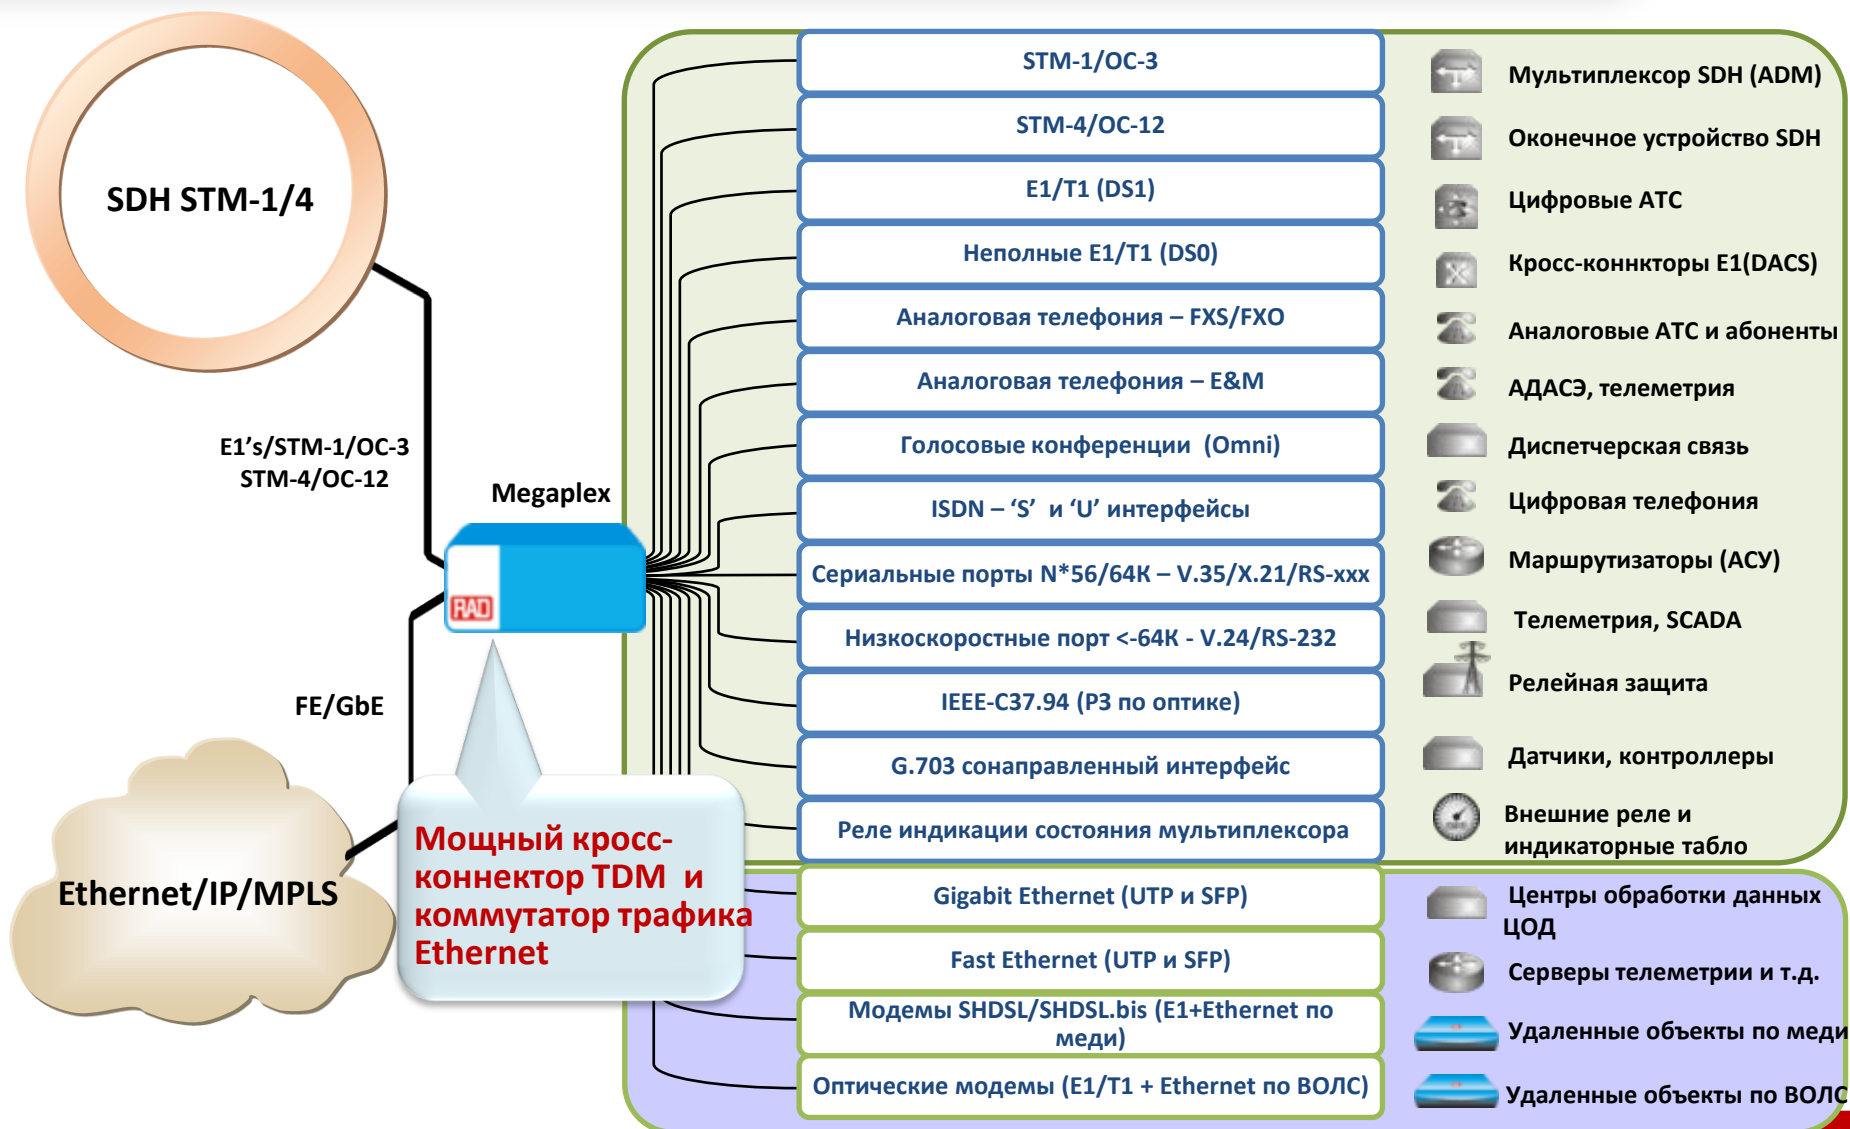 SDH STM-1/4
E1’s/STM-1/OC-3
STM-4/OC-12
Megaplex
RAD
FE/GbE
Ethernet/IP/MPLS
Мощный кросс-
коннектор TDM и
коммутатор трафика
Ethernet
STM-1/OC-3
STM-4/OC-12
E1/T1 (DS1)
Неполные E1/T1 (DS0)
Аналоговая телефония – FXS/FXO
Аналоговая телефония – E&M
Голосовые конференции (Omni)
ISDN – ‘S’ и ‘U’ интерфейсы
Сериальные порты N*56/64K – V.35/X.21/RS-xxx
Низкоскоростные порт <-64K - V.24/RS-232
IEEE-C37.94 (РЗ по оптике)
G.703 сонаправленный интерфейс
Реле индикации состояния мультиплексора
Gigabit Ethernet (UTP и SFP)
Fast Ethernet (UTP и SFP)
Модемы SHDSL/SHDSL.bis (E1+Ethernet по
меди)
Оптические модемы (E1/T1 + Ethernet по ВОЛС)
Мультиплексор SDH (ADM)
Оконечное устройство SDH
Цифровые АТС
Кросс-коннкторы E1(DACS)
Аналоговые АТС и абоненты
АДАСЭ, телеметрия
Диспетчерская связь
Цифровая телефония
Маршрутизаторы (АСУ)
Телеметрия, SCADA
Релейная защита
Датчики, контроллеры
Внешние реле и
индикаторные табло
Центры обработки данных
ЦОД
Серверы телеметрии и т.д.
Удаленные объекты по меди
Удаленные объекты по ВОЛС